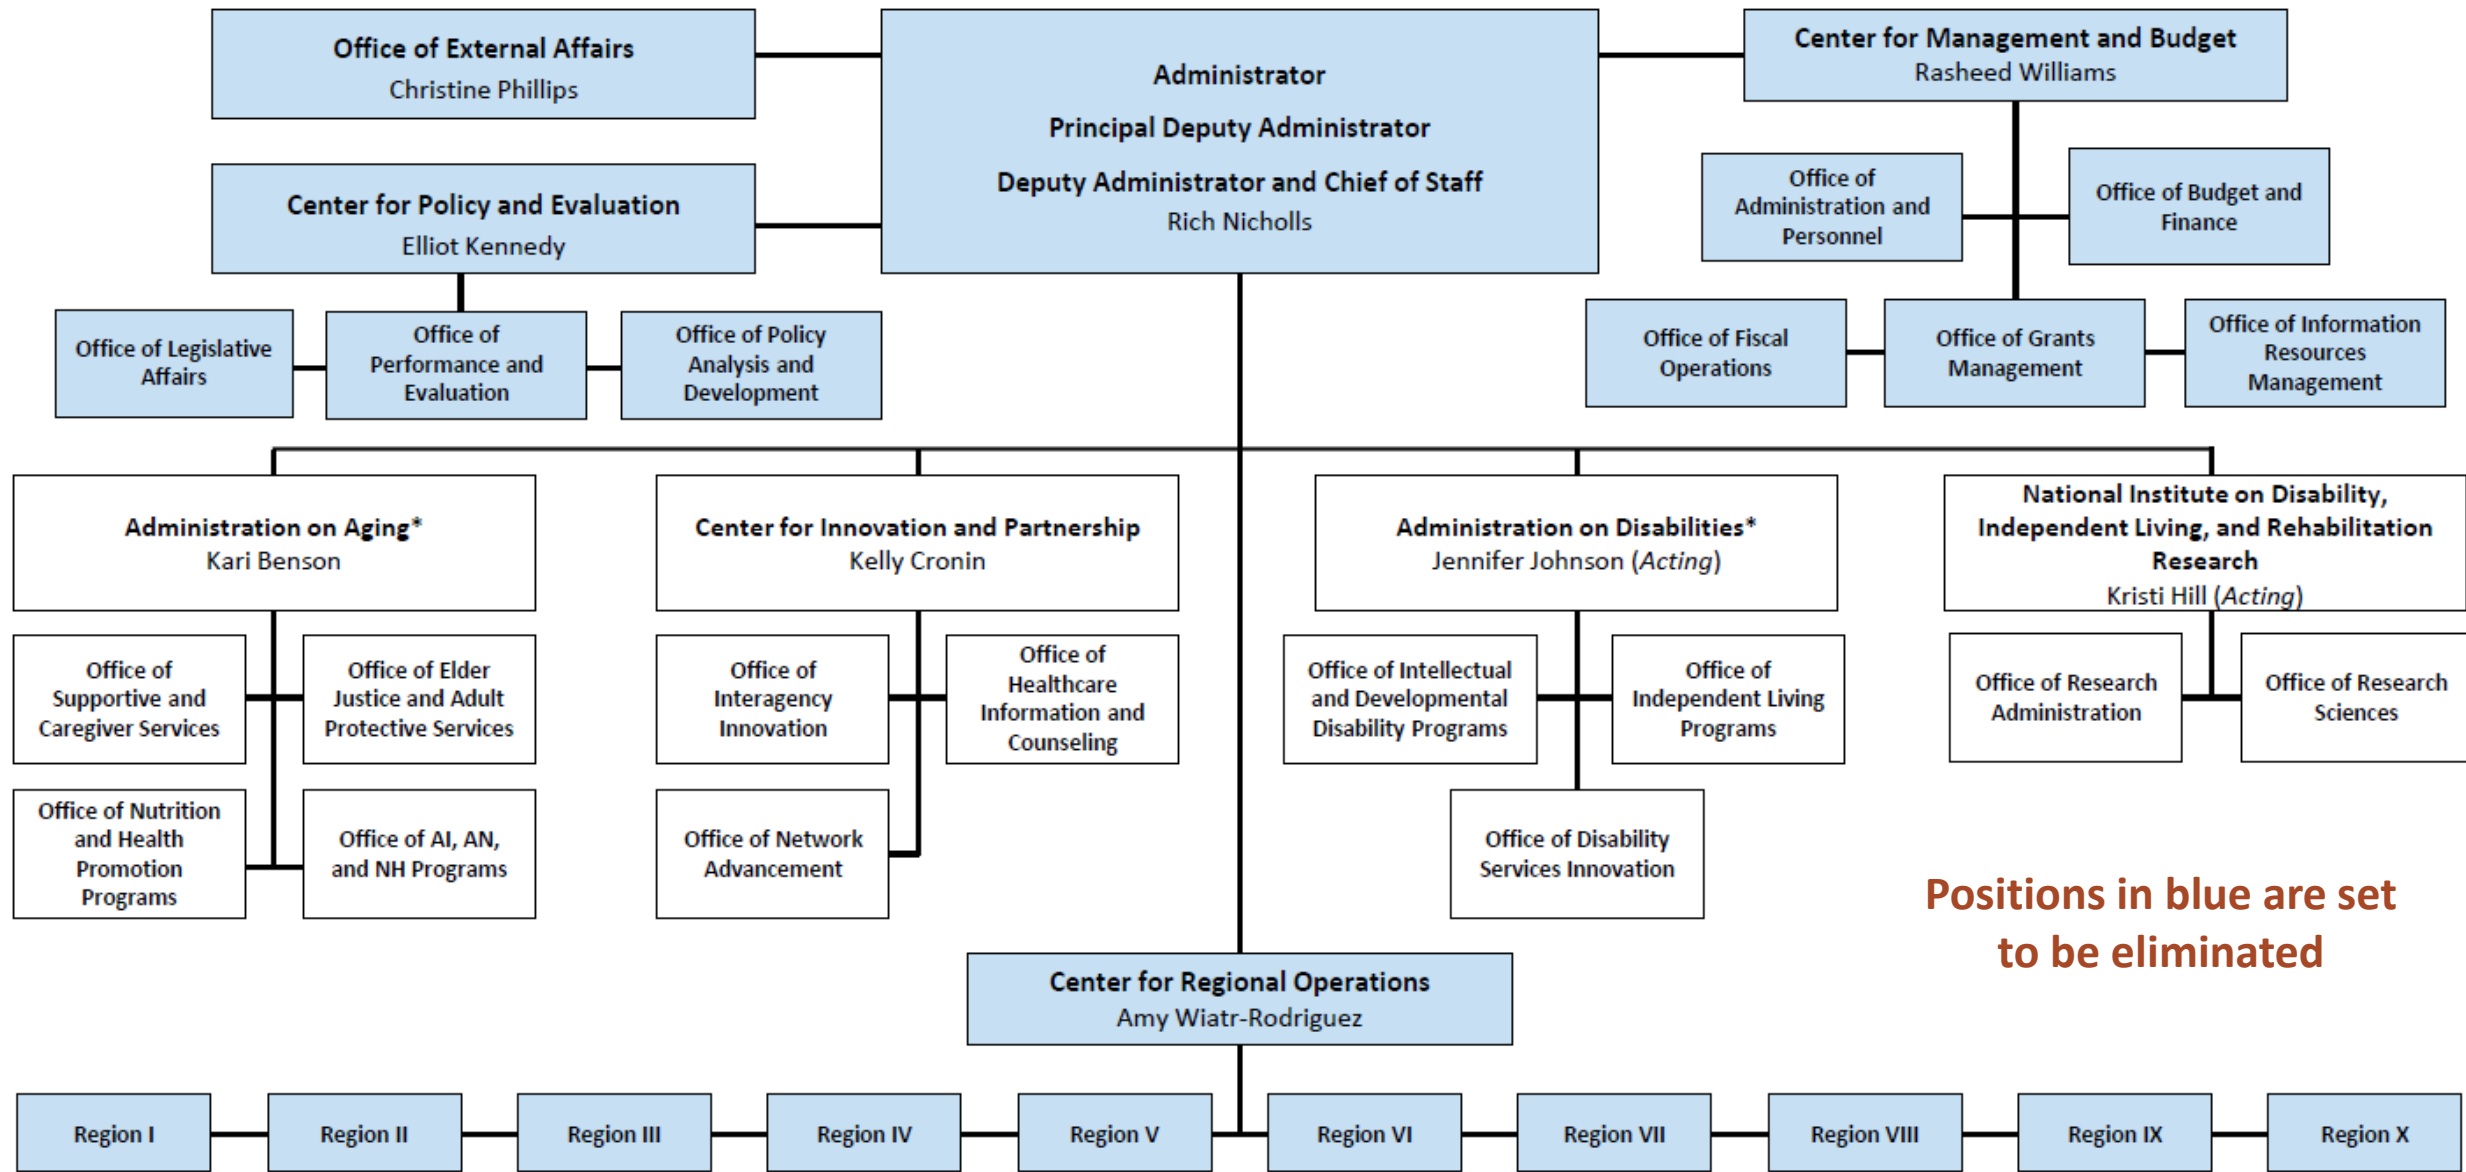 Office of External Affairs
Christine Phillips
Administrator
Principal Deputy Administrator
Deputy Administrator and Chief of Staff
Rich Nicholls
Center for Management and Budget
Rasheed Williams
Center for Policy and Evaluation
Elliot Kennedy
Office of
Administration and
Personnel
Office of Budget and
Finance
Office of Legislative
Affairs
Office of
Performance and
Evaluation
Office of Policy
Analysis and
Development
Office of Fiscal
Operations
Office of Grants
Management
Office of Information
Resources
Management
Administration on Aging*
Kari Benson
Center for Innovation and Partnership
Kelly Cronin
Administration on Disabilities*
Jennifer Johnson (Acting)
National Institute on Disability,
Independent Living, and Rehabilitation
Research
Kristi Hill (Acting)
Office of
Supportive and
Caregiver Services
Office of Elder
Justice and Adult
Protective Services
Office of
Interagency
Innovation
Office of
Healthcare
Information and
Counseling
Office of Intellectual
and Developmental
Disability Programs
Office of
Independent Living
Programs
Office of Research
Administration
Office of Research
Sciences
Office of Nutrition
and Health
Promotion
Programs
Office of AI, AN,
and NH Programs
Office of Network
Advancement
Office of Disability
Services Innovation
Positions in blue are set
to be eliminated
Center for Regional Operations
Amy Wiatr-Rodriguez
Region I
Region II
Region III
Region IV
Region V
Region VI
Region VII
Region VIII
Region IX
Region X